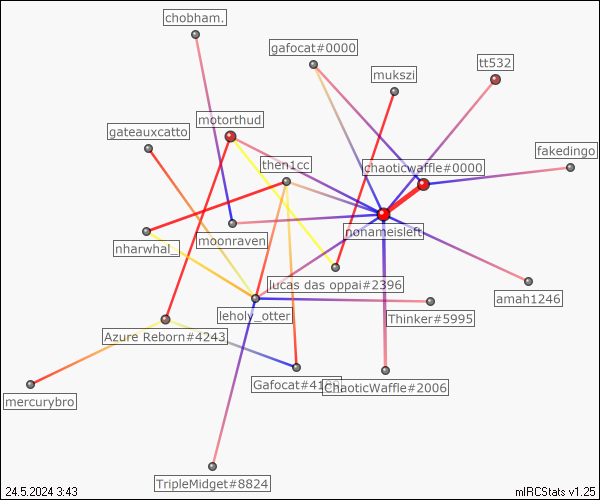 chobham.
gafocat#0000
tt532
mukszi
motorthud
gateauxcatto
fakedingo
then1cc
chaoticwaffle#0000
nonameisleft
moonraven
nharwhal_
lucas das oppai#2396
amah1246
leholy_otter
Thinker#5995
Azure Reborn#4243
ChaoticWaffle#2006
mercurybro
TripleMidget#8824
24.5.2024 3:43
mIRCStats v1.25